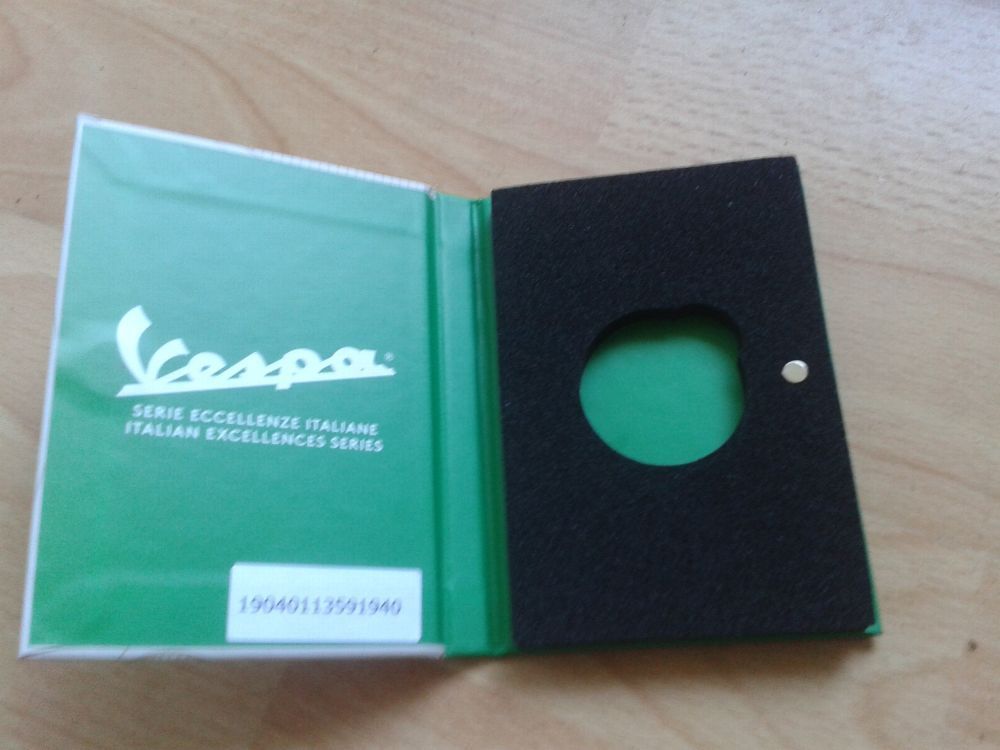 Vespa®
SERIE ECCELLENZE ITALIANE
ITALIAN EXCELLENCES SERIES
19040113591940